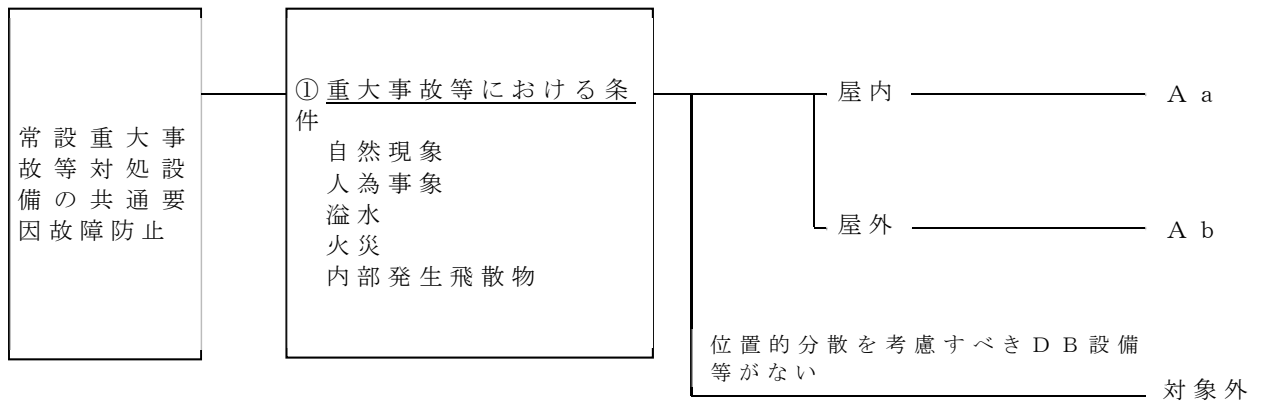 常設重大事
故等対処設
備の共通要
因故障防止
①重大事故等における条
件
自然現象
人為事象
溢水
火災
内部発生飛散物
屋内
Aa
屋外
Ab
位置的分散を考慮すべきDB設備
等がない
対象外